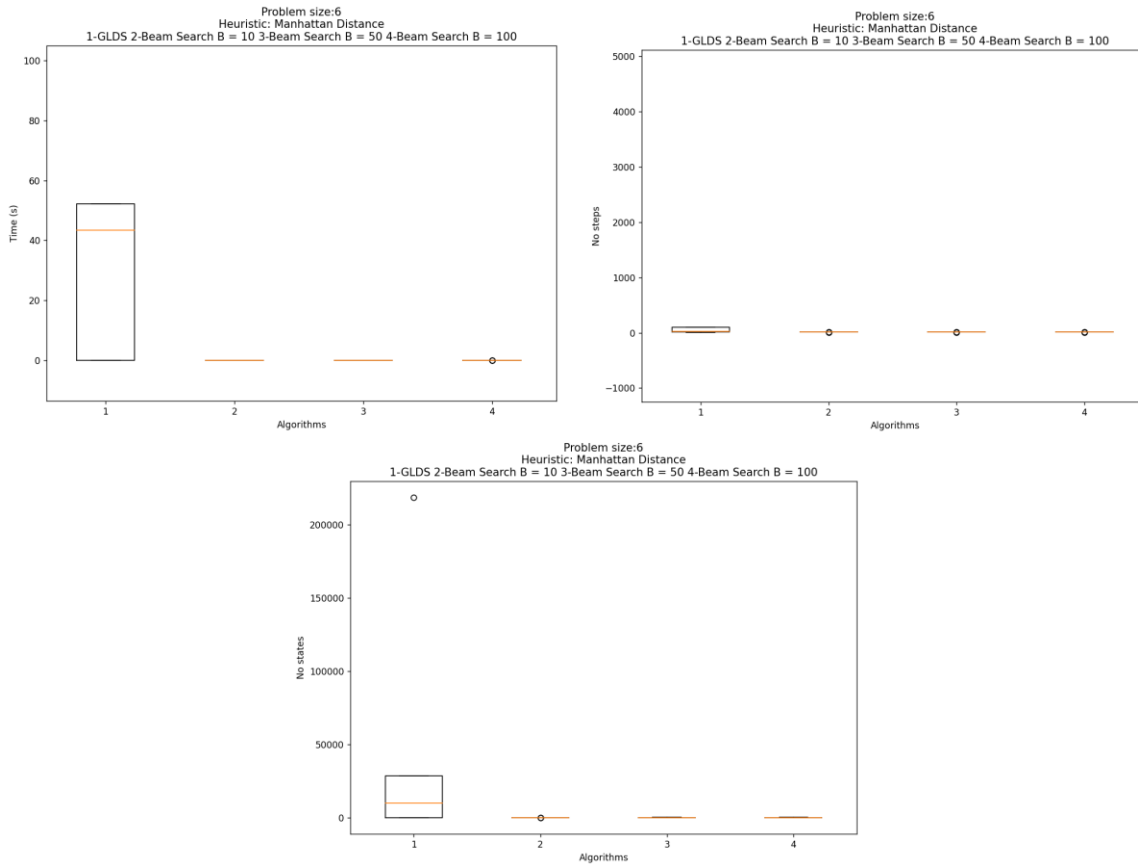 Problem size:6
Heuristic: Manhattan Distance
1-GLDS 2-Beam Search B = 10 3-Beam Search B = 50 4-Beam Search B = 100
100
80
60
40
20
0
Time (s)
1 2 3 4
Algorithms
Problem size:6
Heuristic: Manhattan Distance
1-GLDS 2-Beam Search B = 10 3-Beam Search B = 50 4-Beam Search B = 100
5000
4000
3000
2000
1000
0
−1000
No steps
1 2 3 4
Algorithms
Problem size:6
Heuristic: Manhattan Distance
1-GLDS 2-Beam Search B = 10 3-Beam Search B = 50 4-Beam Search B = 100
200000
150000
100000
50000
0
No states
1 2 3 4
Algorithms